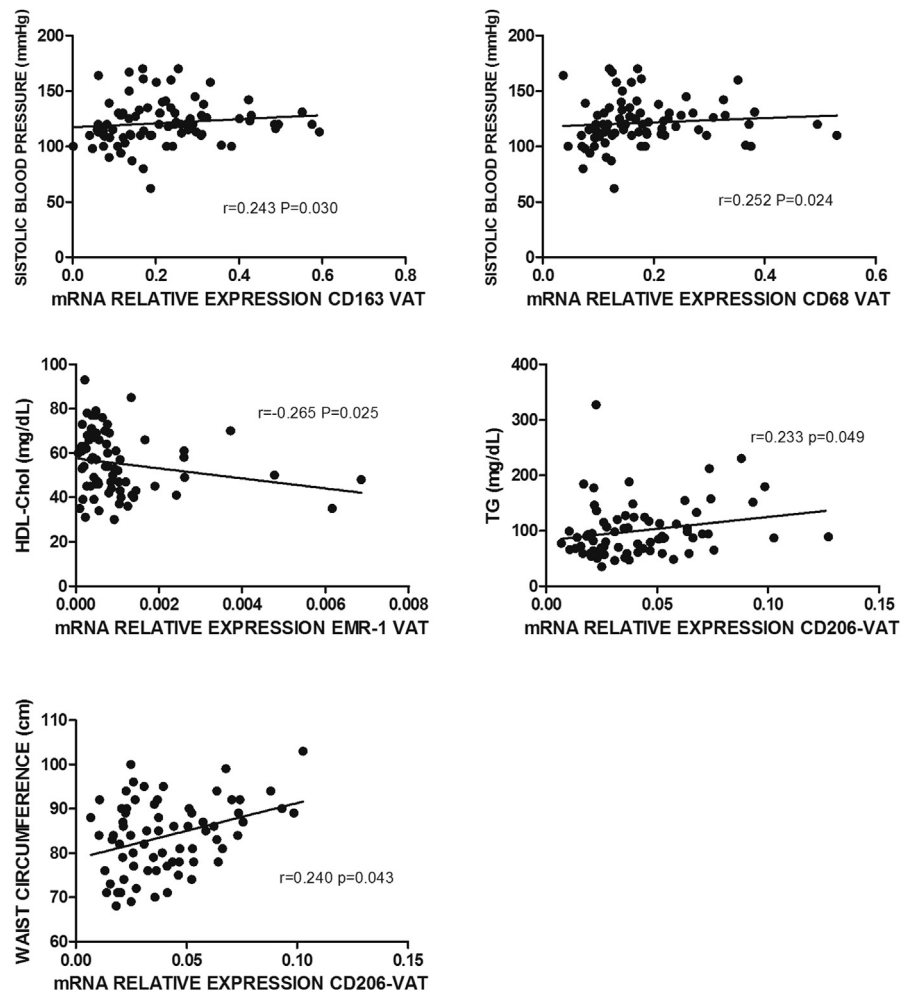 SISTOLIC BLOOD PRESSURE (mmHg)
200
150
100
50
0
r=0.243 P=0.030
0.0 0.2 0.4 0.6 0.8
mRNA RELATIVE EXPRESSION CD163 VAT
SISTOLIC BLOOD PRESSURE (mmHg)
200
150
100
50
0
r=0.252 P=0.024
0.0 0.2 0.4 0.6
mRNA RELATIVE EXPRESSION CD68 VAT
HDL-Chol (mg/dL)
100
80
60
40
20
0
r=-0.265 P=0.025
0.000 0.002 0.004 0.006 0.008
mRNA RELATIVE EXPRESSION EMR-1 VAT
TG (mg/dL)
400
300
200
100
0
r=0.233 p=0.049
0.00 0.05 0.10 0.15
mRNA RELATIVE EXPRESSION CD206-VAT
WAIST CIRCUMFERENCE (cm)
110
100
90
80
70
60
r=0.240 p=0.043
0.00 0.05 0.10 0.15
mRNA RELATIVE EXPRESSION CD206-VAT